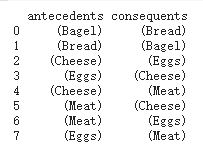 antecedents consequents
0 (Bagel) (Bread)
1 (Bread) (Bagel)
2 (Cheese) (Eggs)
3 (Eggs) (Cheese)
4 (Cheese) (Meat)
5 (Meat) (Cheese)
6 (Meat) (Eggs)
7 (Eggs) (Meat)